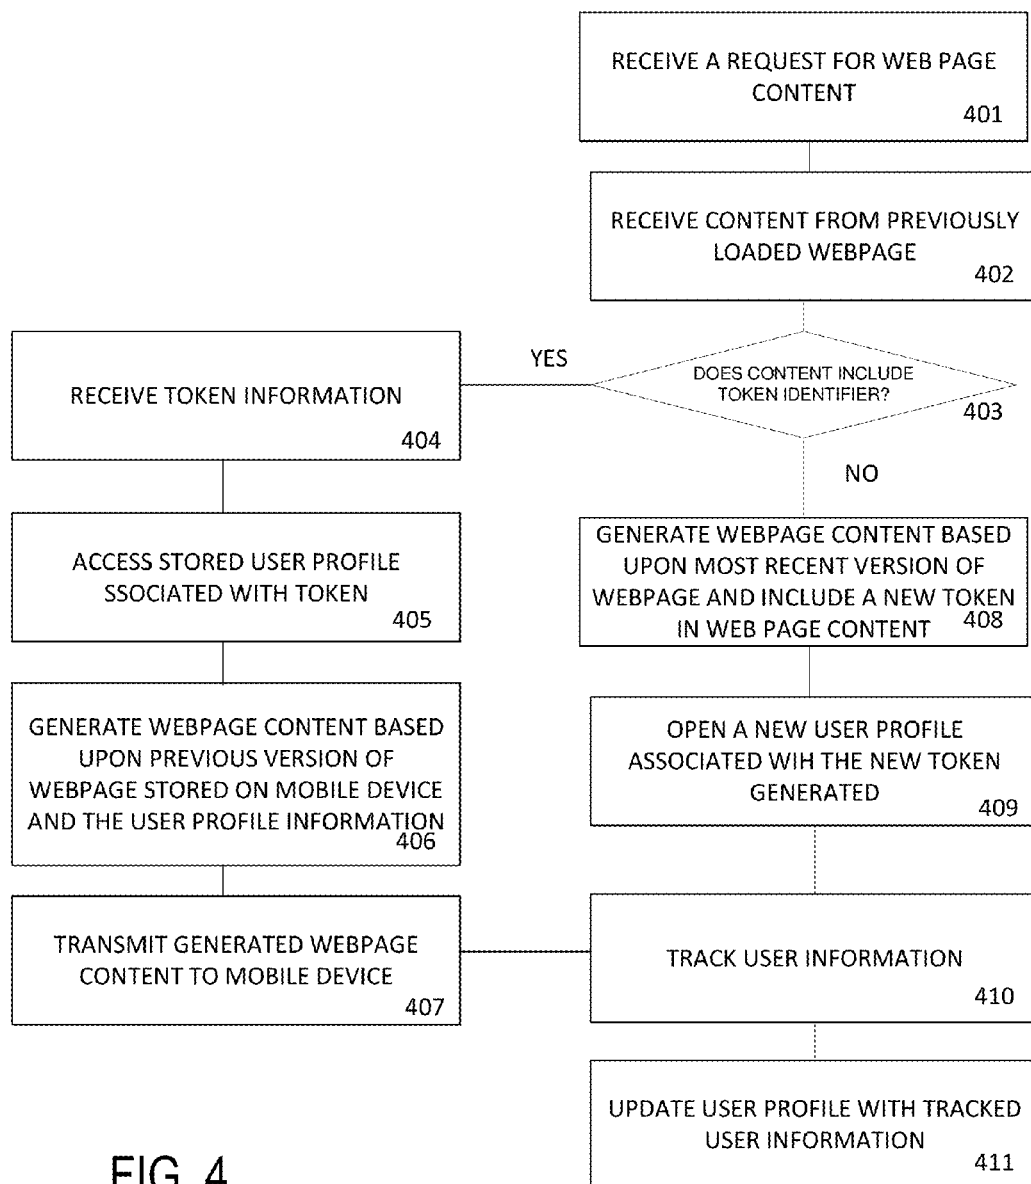 RECEIVE A REQUEST FOR WEB PAGE
CONTENT
401
RECEIVE CONTENT FROM PREVIOUSLY
LOADED WEBPAGE
402
DOES CONTENT INCLUDE
TOKEN IDENTIFIER?
403
YES
NO
RECEIVE TOKEN INFORMATION
404
ACCESS STORED USER PROFILE
SSOCIATED WITH TOKEN
405
GENERATE WEBPAGE CONTENT BASED
UPON PREVIOUS VERSION OF
WEBPAGE STORED ON MOBILE DEVICE
AND THE USER PROFILE INFORMATION
406
TRANSMIT GENERATED WEBPAGE
CONTENT TO MOBILE DEVICE
407
GENERATE WEBPAGE CONTENT BASED
UPON MOST RECENT VERSION OF
WEBPAGE AND INCLUDE A NEW TOKEN
IN WEB PAGE CONTENT
408
OPEN A NEW USER PROFILE
ASSOCIATED WIH THE NEW TOKEN
GENERATED
409
TRACK USER INFORMATION
410
UPDATE USER PROFILE WITH TRACKED
USER INFORMATION
411
FIG. 4